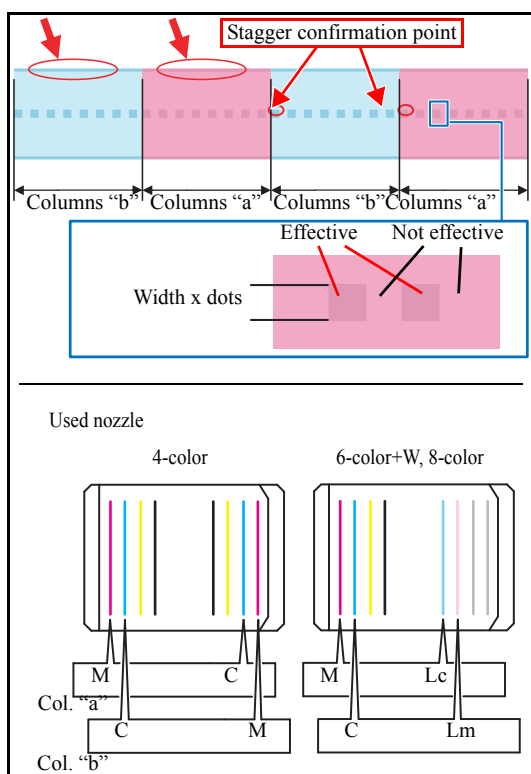 Stagger confirmation point
Columns “b” Columns “a” Columns “b” Columns “a”
Effective Not effective
Width x dots
Used nozzle
4-color 6-color+W, 8-color
M C M Lc
Col. “a”
C M C Lm
Col. “b”